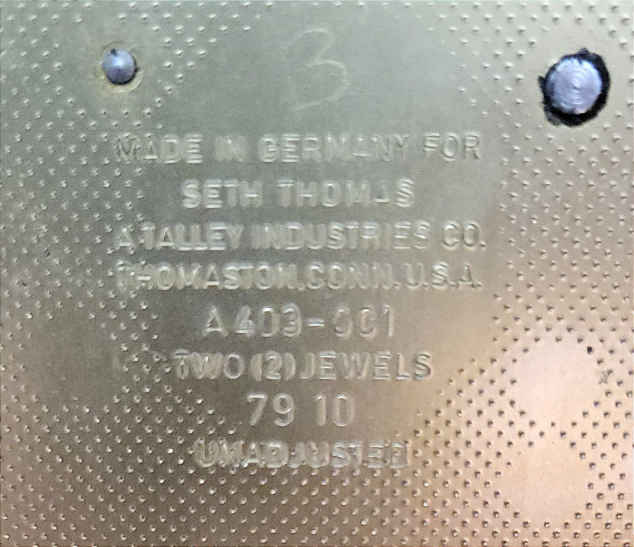 3
MADE IN GERMANY FOR
SETH THOMAS
A TALLEY INDUSTRIES CO.
THOMASTON, CONN. U.S.A.
A403-001
TWO (2) JEWELS
79 10
UNADJUSTED